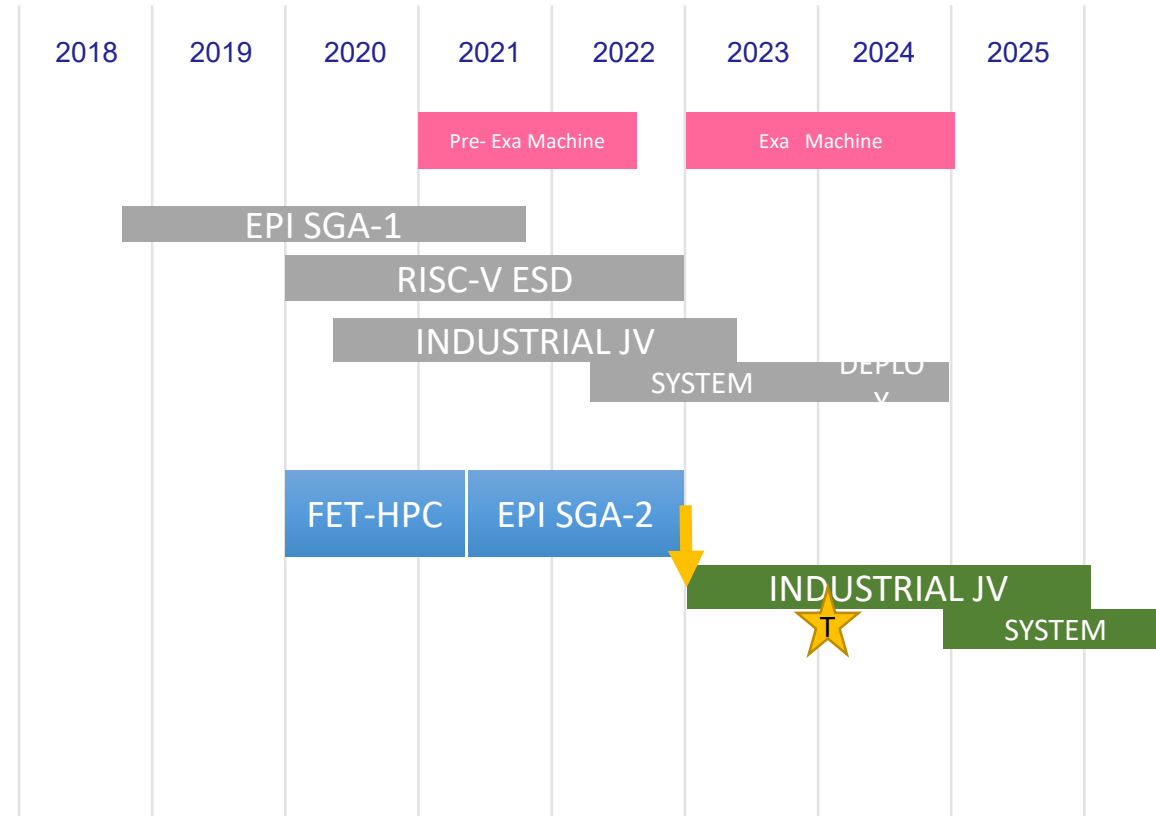 2018 2019 2020 2021 2022 2023 2024 2025
Pre- Exa Machine
Exa Machine
EPI SGA-1
RISC-V ESD
INDUSTRIAL JV
SYSTEM
DEPLO
Y
FET-HPC
EPI SGA-2
INDUSTRIAL JV
T
SYSTEM